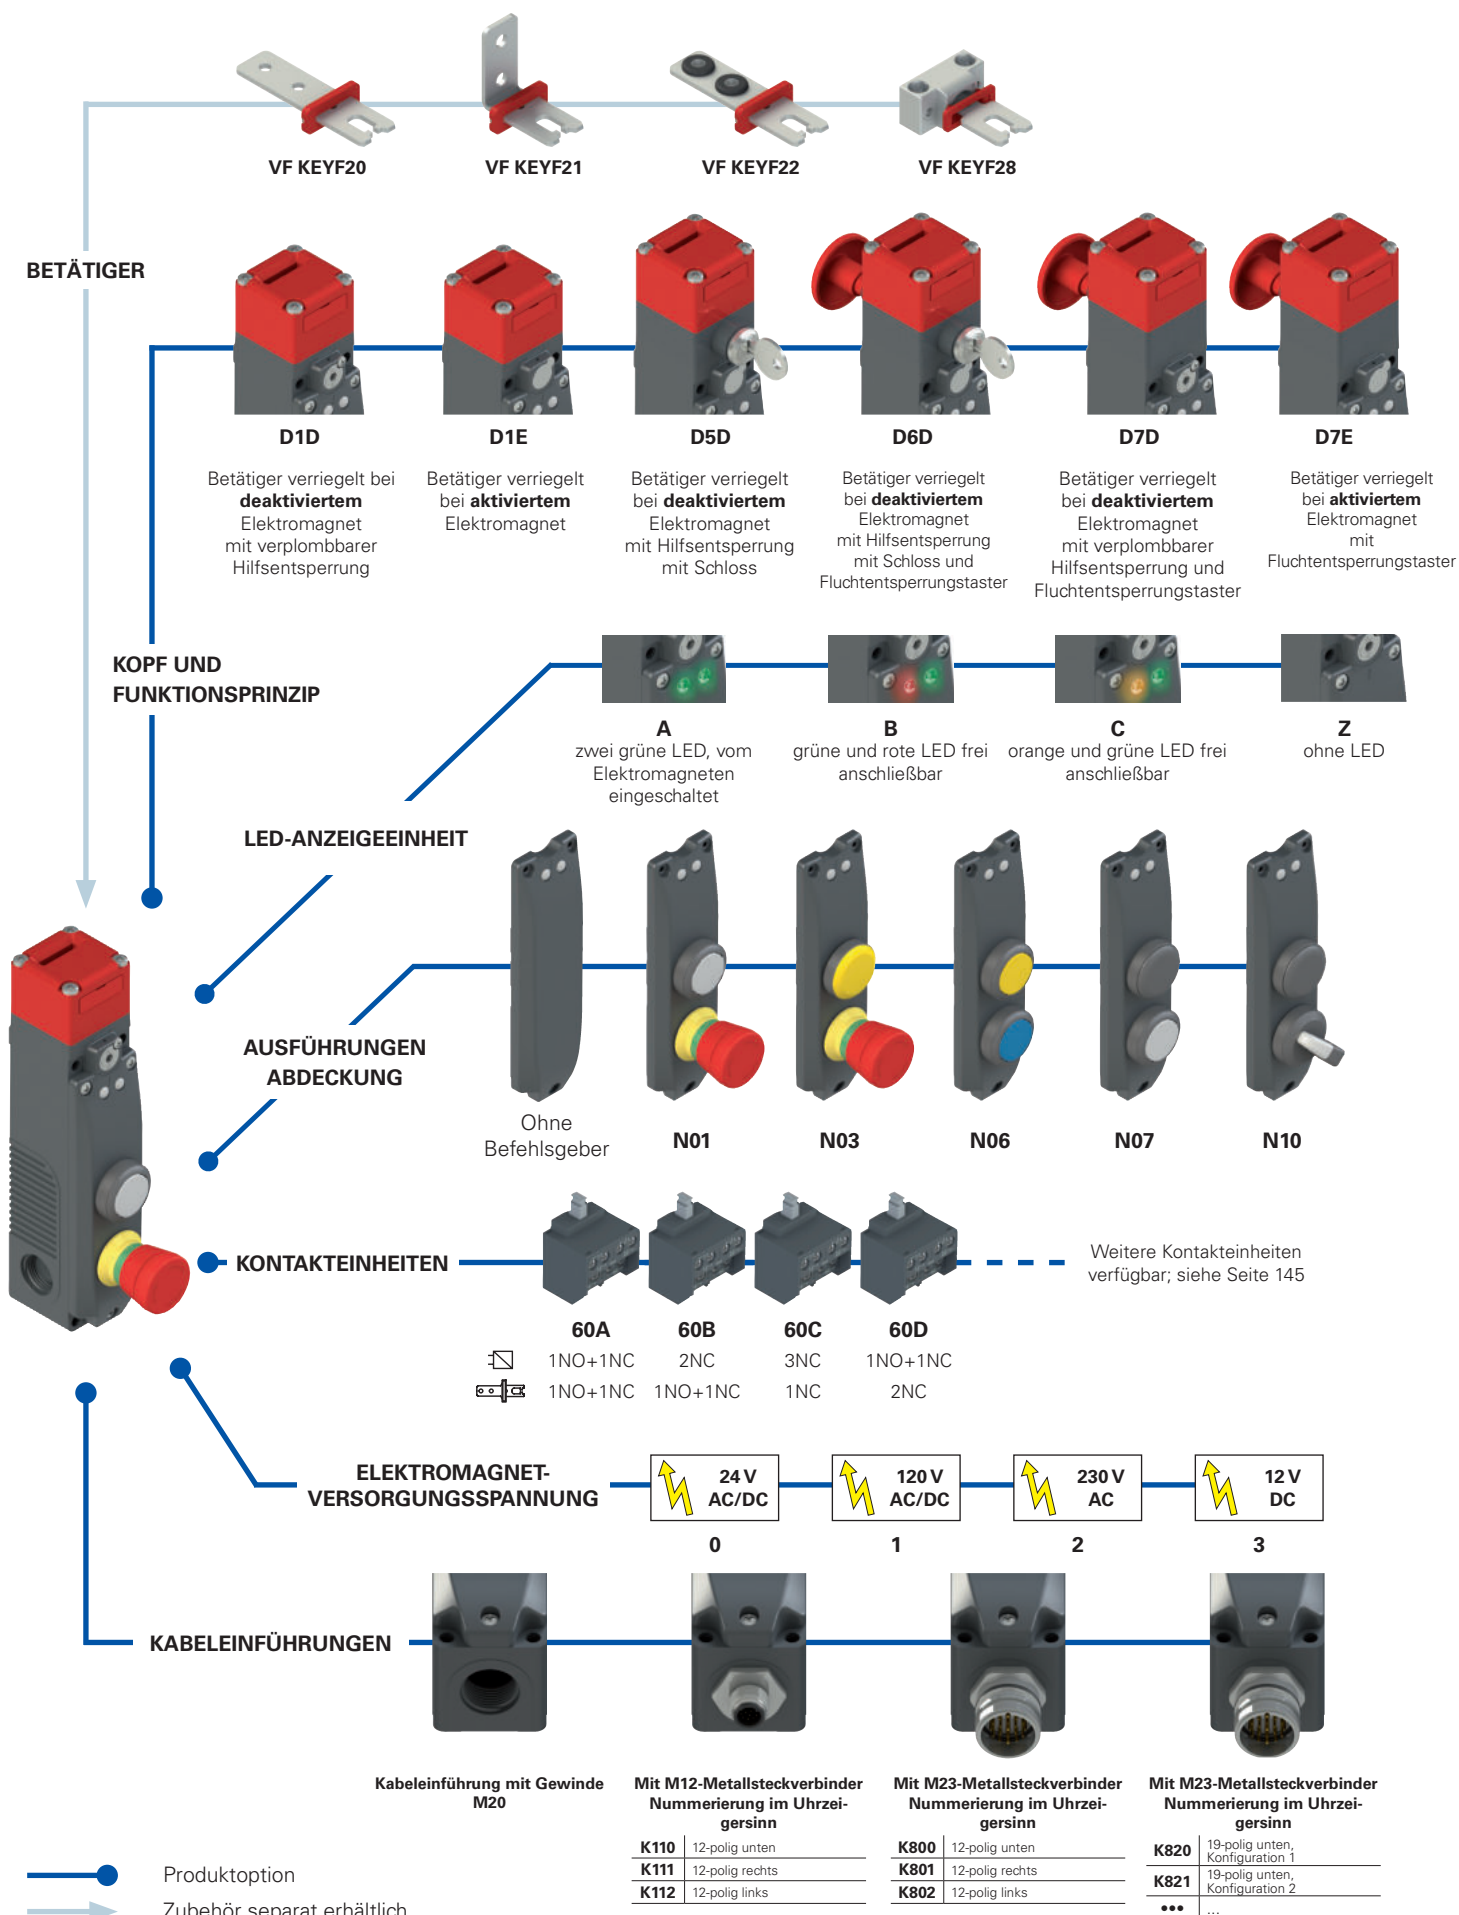 VF KEYF20
VF KEYF21
VF KEYF22
VF KEYF28
BETÄTIGER
D1D
D1E
D5D
D6D
D7D
D7E
Betätiger verriegelt bei
deaktiviertem
Elektromagnet
mit verplombbarer
Hilfsentsperrung
Betätiger verriegelt
bei aktiviertem
Elektromagnet
Betätiger verriegelt
bei deaktiviertem
Elektromagnet
mit Hilfsentsperrung
mit Schloss
Betätiger verriegelt
bei deaktiviertem
Elektromagnet
mit Hilfsentsperrung
mit Schloss und
Fluchtentsperrungstaster
Betätiger verriegelt
bei deaktiviertem
Elektromagnet
mit verplombbarer
Hilfsentsperrung und
Fluchtentsperrungstaster
Betätiger verriegelt
bei aktiviertem
Elektromagnet
mit
Fluchtentsperrungstaster
KOPF UND
FUNKTIONSPRINZIP
A
zwei grüne LED, vom
Elektromagneten
eingeschaltet
B
grüne und rote LED frei
anschließbar
C
orange und grüne LED frei
anschließbar
Z
ohne LED
LED-ANZEIGEEINHEIT
AUSFÜHRUNGEN
ABDECKUNG
Ohne
Befehlsgeber
N01
N03
N06
N07
N10
KONTAKTEINHEITEN
Weitere Kontakteinheiten
verfügbar; siehe Seite 145
60A
60B
60C
60D
1NO+1NC
2NC
3NC
1NO+1NC
1NO+1NC
1NO+1NC
1NC
2NC
ELEKTROMAGNET-
VERSORGUNGSSPANNUNG
24 V
AC/DC
120 V
AC/DC
230 V
AC
12 V
DC
0
1
2
3
KABELEINFÜHRUNGEN
Kabeleinführung mit Gewinde
M20
Mit M12-Metallsteckverbinder
Nummerierung im Uhrzei-
gersinn
K110 12-polig unten
K111 12-polig rechts
K112 12-polig links
Mit M23-Metallsteckverbinder
Nummerierung im Uhrzei-
gersinn
K800 12-polig unten
K801 12-polig rechts
K802 12-polig links
Mit M23-Metallsteckverbinder
Nummerierung im Uhrzei-
gersinn
K820 19-polig unten,
Konfiguration 1
K821 19-polig unten,
Konfiguration 2
••• ...
Produktoption
Zubehör separat erhältlich